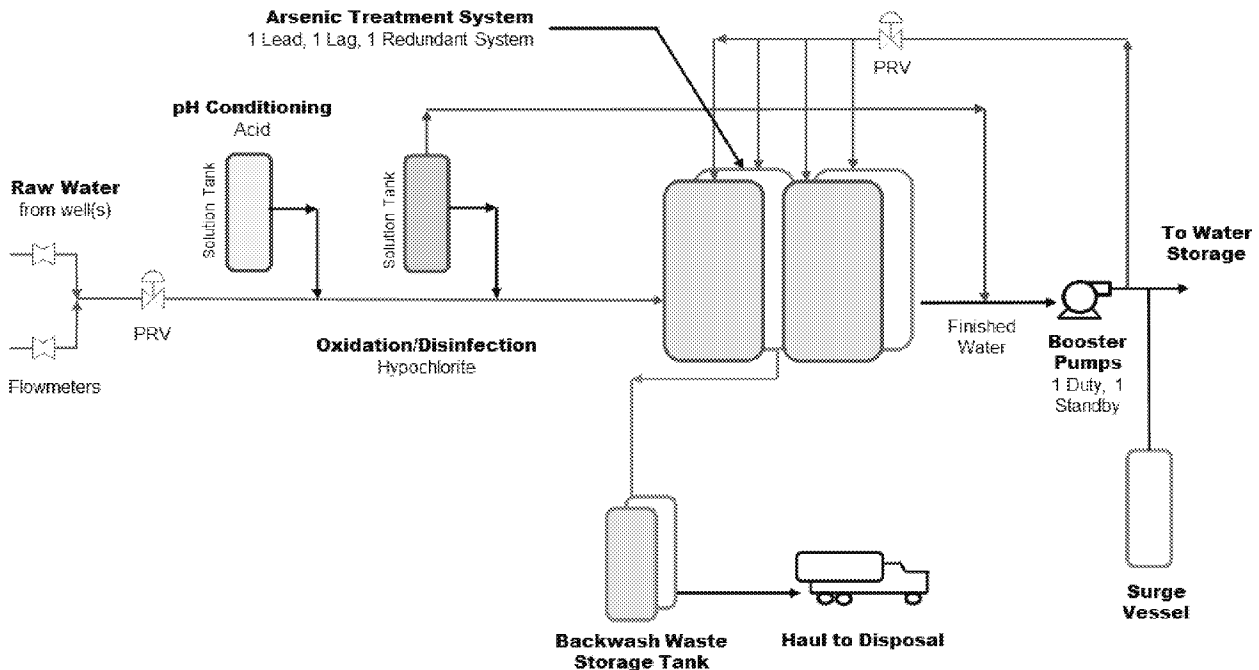 Arsenic Treatment System
1 Lead, 1 Lag, 1 Redundant System
PRV
pH Conditioning
Acid
Solution Tank
Solution Tank
Raw Water
from well(s)
PRV
Flowmeters
Oxidation/Disinfection
Hypochlorite
To Water
Storage
Finished
Water
Booster
Pumps
1 Duty, 1
Standby
Surge
Vessel
Backwash Waste
Storage Tank
Haul to Disposal